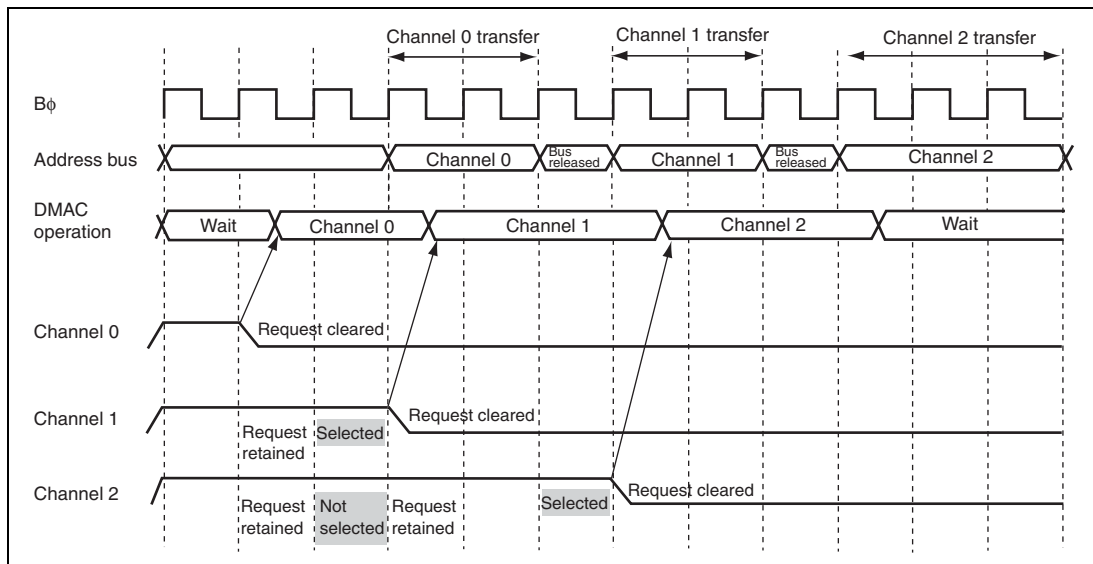 Channel 0 transfer
Channel 1 transfer
Channel 2 transfer
Bϕ
Address bus
Channel 0
Bus
released
Channel 1
Bus
released
Channel 2
DMAC
operation
Wait
Channel 0
Channel 1
Channel 2
Wait
Channel 0
Request cleared
Channel 1
Request cleared
Request
retained
Selected
Channel 2
Request cleared
Request
retained
Not
selected
Request
retained
Selected